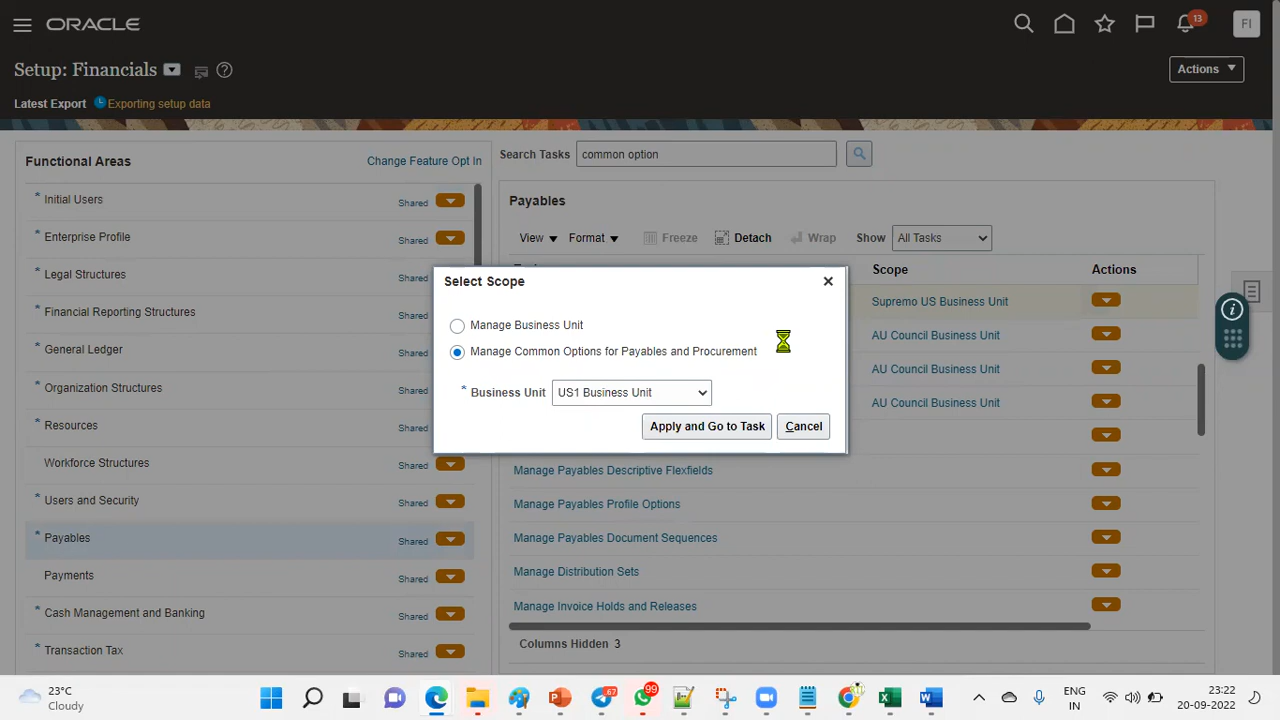 ORACLE
13
FI
Setup: Financials
Actions
Latest Export Exporting setup data
Functional Areas
Change Feature Opt In
Search Tasks common option
* Initial Users Shared
* Enterprise Profile Shared
* Legal Structures Shared
* Financial Reporting Structures Shared
* General Ledger Shared
* Organization Structures Shared
* Resources Shared
Workforce Structures Shared
* Users and Security Shared
* Payables Shared
Payments Shared
* Cash Management and Banking Shared
* Transaction Tax Shared
Payables
View Format Freeze Detach Wrap Show All Tasks
Scope Actions
Supremo US Business Unit
AU Council Business Unit
AU Council Business Unit
AU Council Business Unit
Manage Payables Descriptive Flexfields
Manage Payables Profile Options
Manage Payables Document Sequences
Manage Distribution Sets
Manage Invoice Holds and Releases
Columns Hidden 3
Select Scope
Manage Business Unit
Manage Common Options for Payables and Procurement
* Business Unit US1 Business Unit
Apply and Go to Task Cancel
23°C
Cloudy
67
99
ENG
IN
23:22
20-09-2022